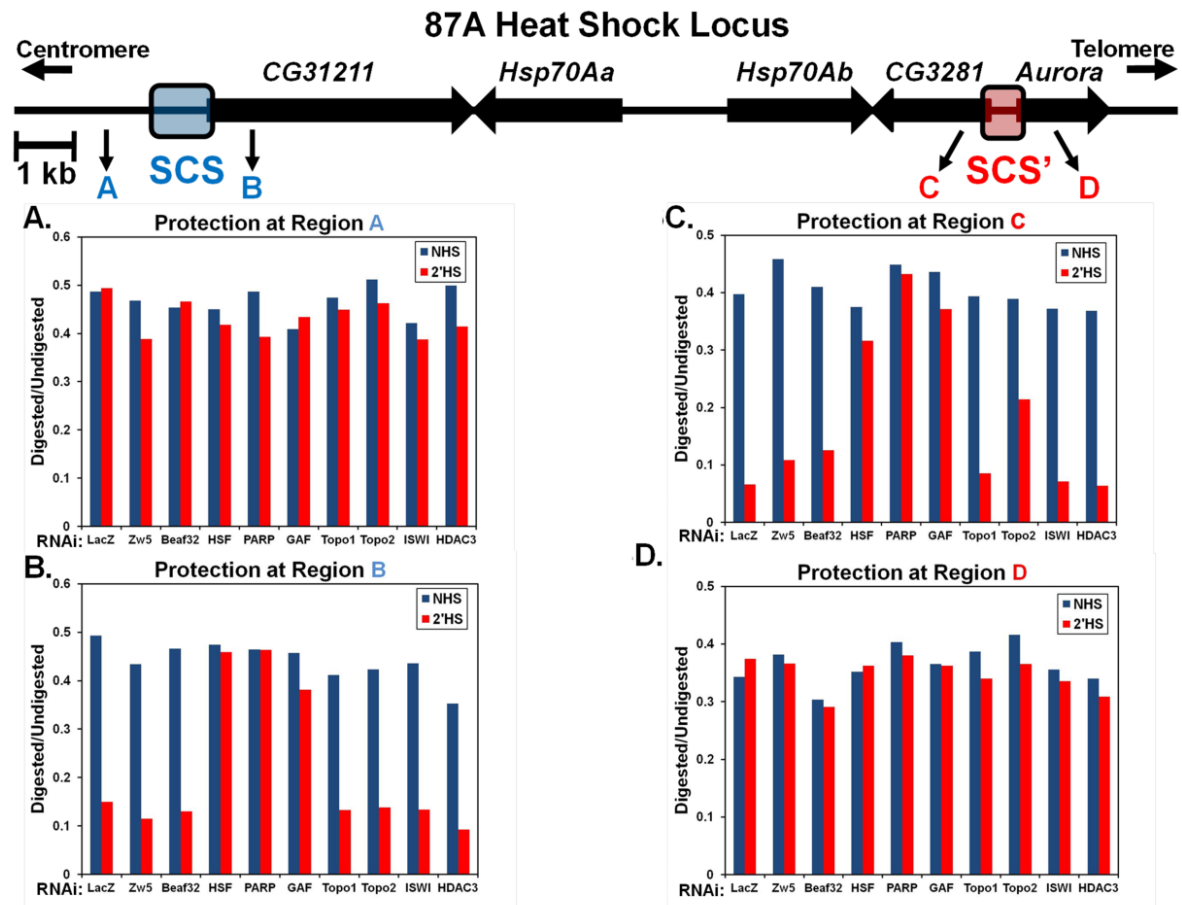 87A Heat Shock Locus
Centromere
Telomere
CG31211 Hsp70Aa Hsp70Ab CG3281 Aurora
1 kb
A SCS B C SCS' D
A.
Protection at Region A
NHS
2'HS
Digested/Undigested
0.6
0.5
0.4
0.3
0.2
0.1
0
RNAi: LacZ Zw5 Beaf32 HSF PARP GAF Topo1 Topo2 ISWI HDAC3
B.
Protection at Region B
NHS
2'HS
Digested/Undigested
0.6
0.5
0.4
0.3
0.2
0.1
0
RNAi: LacZ Zw5 Beaf32 HSF PARP GAF Topo1 Topo2 ISWI HDAC3
C.
Protection at Region C
NHS
2'HS
Digested/Undigested
0.5
0.4
0.3
0.2
0.1
0
RNAi: LacZ Zw5 Beaf32 HSF PARP GAF Topo1 Topo2 ISWI HDAC3
D.
Protection at Region D
NHS
2'HS
Digested/Undigested
0.5
0.4
0.3
0.2
0.1
0
RNAi: LacZ Zw5 Beaf32 HSF PARP GAF Topo1 Topo2 ISWI HDAC3